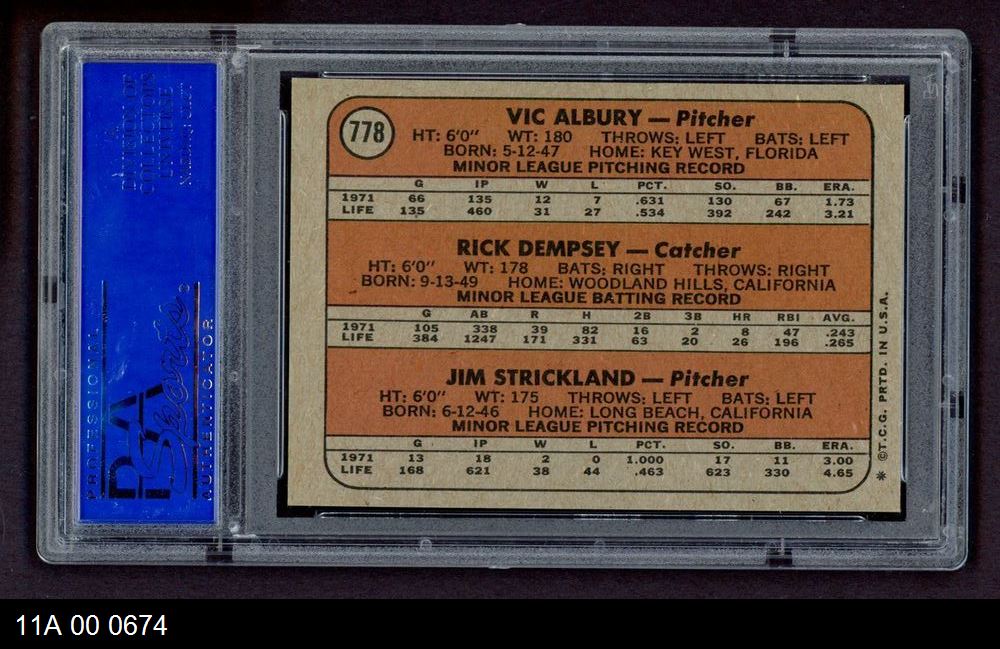 A
DIVISION OF
COLLECTORS
UNIVERSE
NASDAQ: CLCT
PROFESSIONAL
PSA
Sports
AUTHENTICATOR
778
VIC ALBURY — Pitcher
HT: 6'0" WT: 180 THROWS: LEFT BATS: LEFT
BORN: 5-12-47 HOME: KEY WEST, FLORIDA
MINOR LEAGUE PITCHING RECORD
G IP W L PCT. SO. BB. ERA.
1971 66 135 12 7 .631 130 67 1.73
LIFE 135 460 31 27 .534 392 242 3.21
RICK DEMPSEY — Catcher
HT: 6'0" WT: 178 BATS: RIGHT THROWS: RIGHT
BORN: 9-13-49 HOME: WOODLAND HILLS, CALIFORNIA
MINOR LEAGUE BATTING RECORD
G AB R H 2B 3B HR RBI AVG.
1971 105 338 39 82 16 2 8 47 .243
LIFE 384 1247 171 331 63 20 26 196 .265
JIM STRICKLAND — Pitcher
HT: 6'0" WT: 175 THROWS: LEFT BATS: LEFT
BORN: 6-12-46 HOME: LONG BEACH, CALIFORNIA
MINOR LEAGUE PITCHING RECORD
G IP W L PCT. SO. BB. ERA.
1971 13 18 2 0 1.000 17 11 3.00
LIFE 168 621 38 44 .463 623 330 4.65
* ©T.C.G. PRTD. IN U.S.A.
11A 00 0674